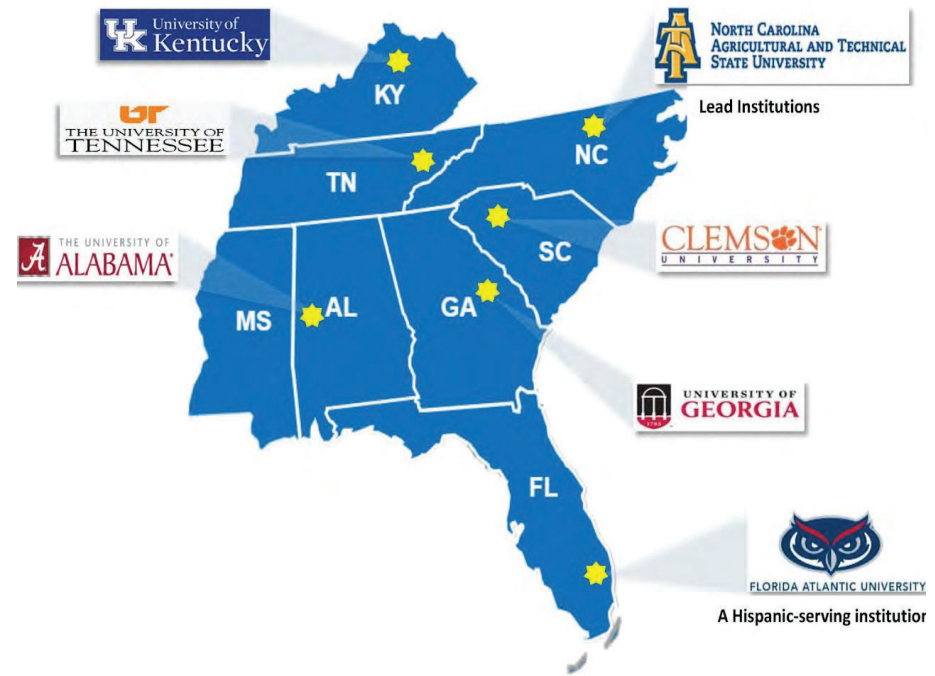 UK University of
Kentucky
NORTH CAROLINA
AGRICULTURAL AND TECHNICAL
STATE UNIVERSITY
Lead Institutions
KY
THE UNIVERSITY OF
TENNESSEE
NC
TN
THE UNIVERSITY OF
ALABAMA
CLEMSON
UNIVERSITY
SC
MS
AL
GA
UNIVERSITY OF
GEORGIA
1785
FL
FLORIDA ATLANTIC UNIVERSITY
A Hispanic-serving institution